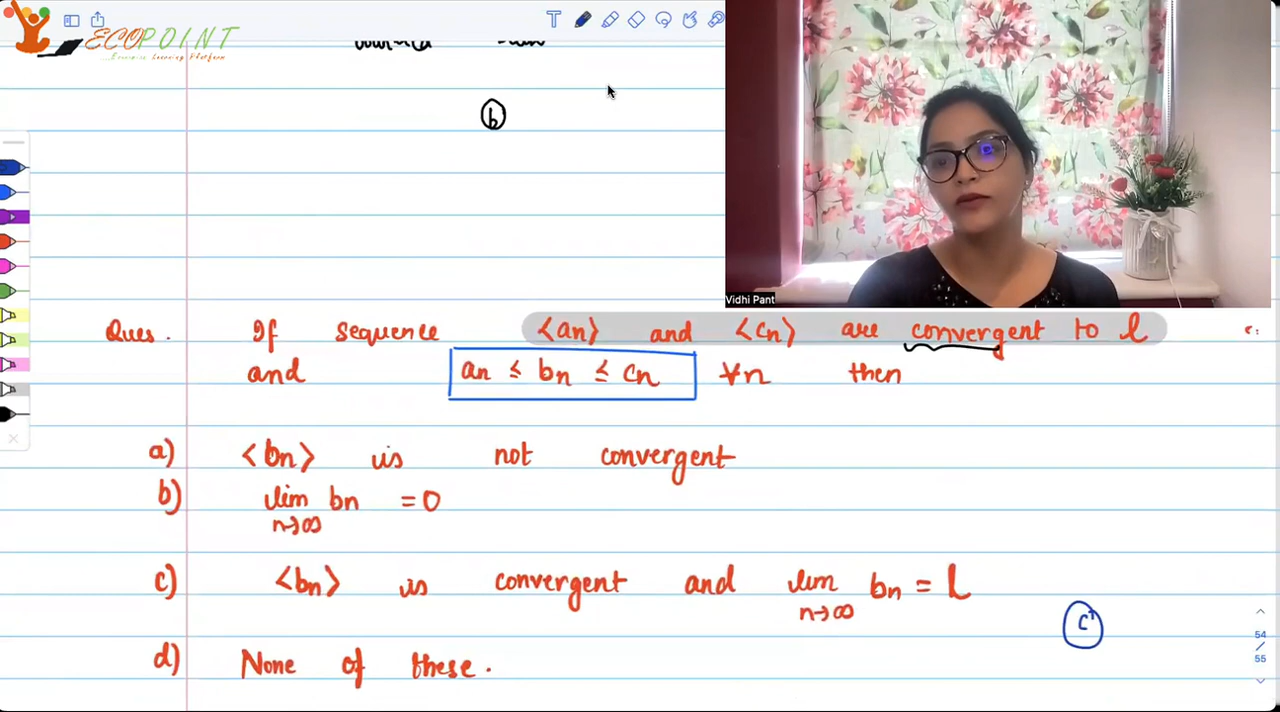 ECOPOINT
T
b
Vidhi Pant
Ques. If sequence <an> and <cn> are convergent to l
and an ≤ bn ≤ cn ∀n then
a) <bn> is not convergent
b) lim n→∞ bn = 0
c) <bn> is convergent and lim n→∞ bn = l
d) None of these.
54
/
55